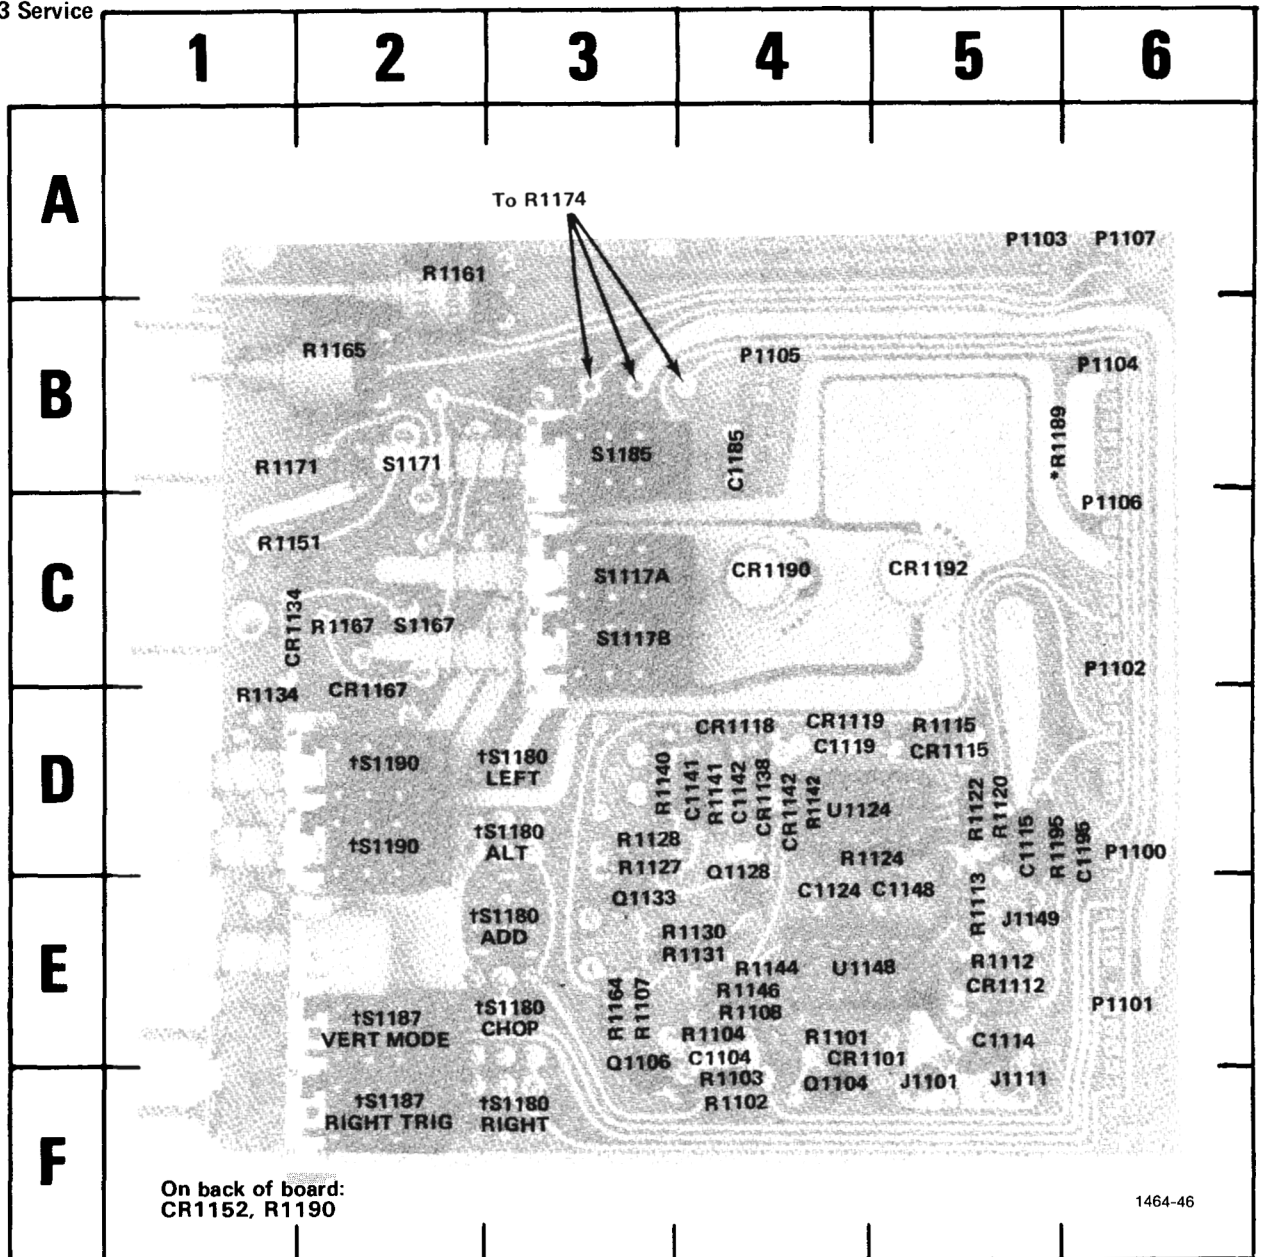 3 Service
1 2 3 4 5 6
A
To R1174
P1103 P1107
R1161
B
R1165
P1105
P1104
*R1189
S1185
C1185
R1171
S1171
P1106
C
R1151
S1117A
CR1190
CR1192
CR1134
R1167
S1167
S1117B
P1102
R1134
CR1167
D
CR1118
CR1119
R1115
C1119
CR1115
†S1190
†S1180
LEFT
R1140
C1141
R1141
C1142
CR1138
CR1142
R1142
U1124
R1122
R1120
C1115
R1195
C1195
†S1190
†S1180
ALT
R1128
R1124
P1100
R1127
Q1128
E
Q1133
C1124
C1148
R1113
J1149
†S1180
ADD
R1130
R1131
R1144
U1148
R1112
CR1112
R1164
R1107
R1146
R1108
P1101
†S1187
VERT MODE
†S1180
CHOP
R1104
R1101
C1114
Q1106
C1104
CR1101
R1103
Q1104
J1101
J1111
F
†S1187
RIGHT TRIG
†S1180
RIGHT
R1102
On back of board:
CR1152, R1190
1464-46